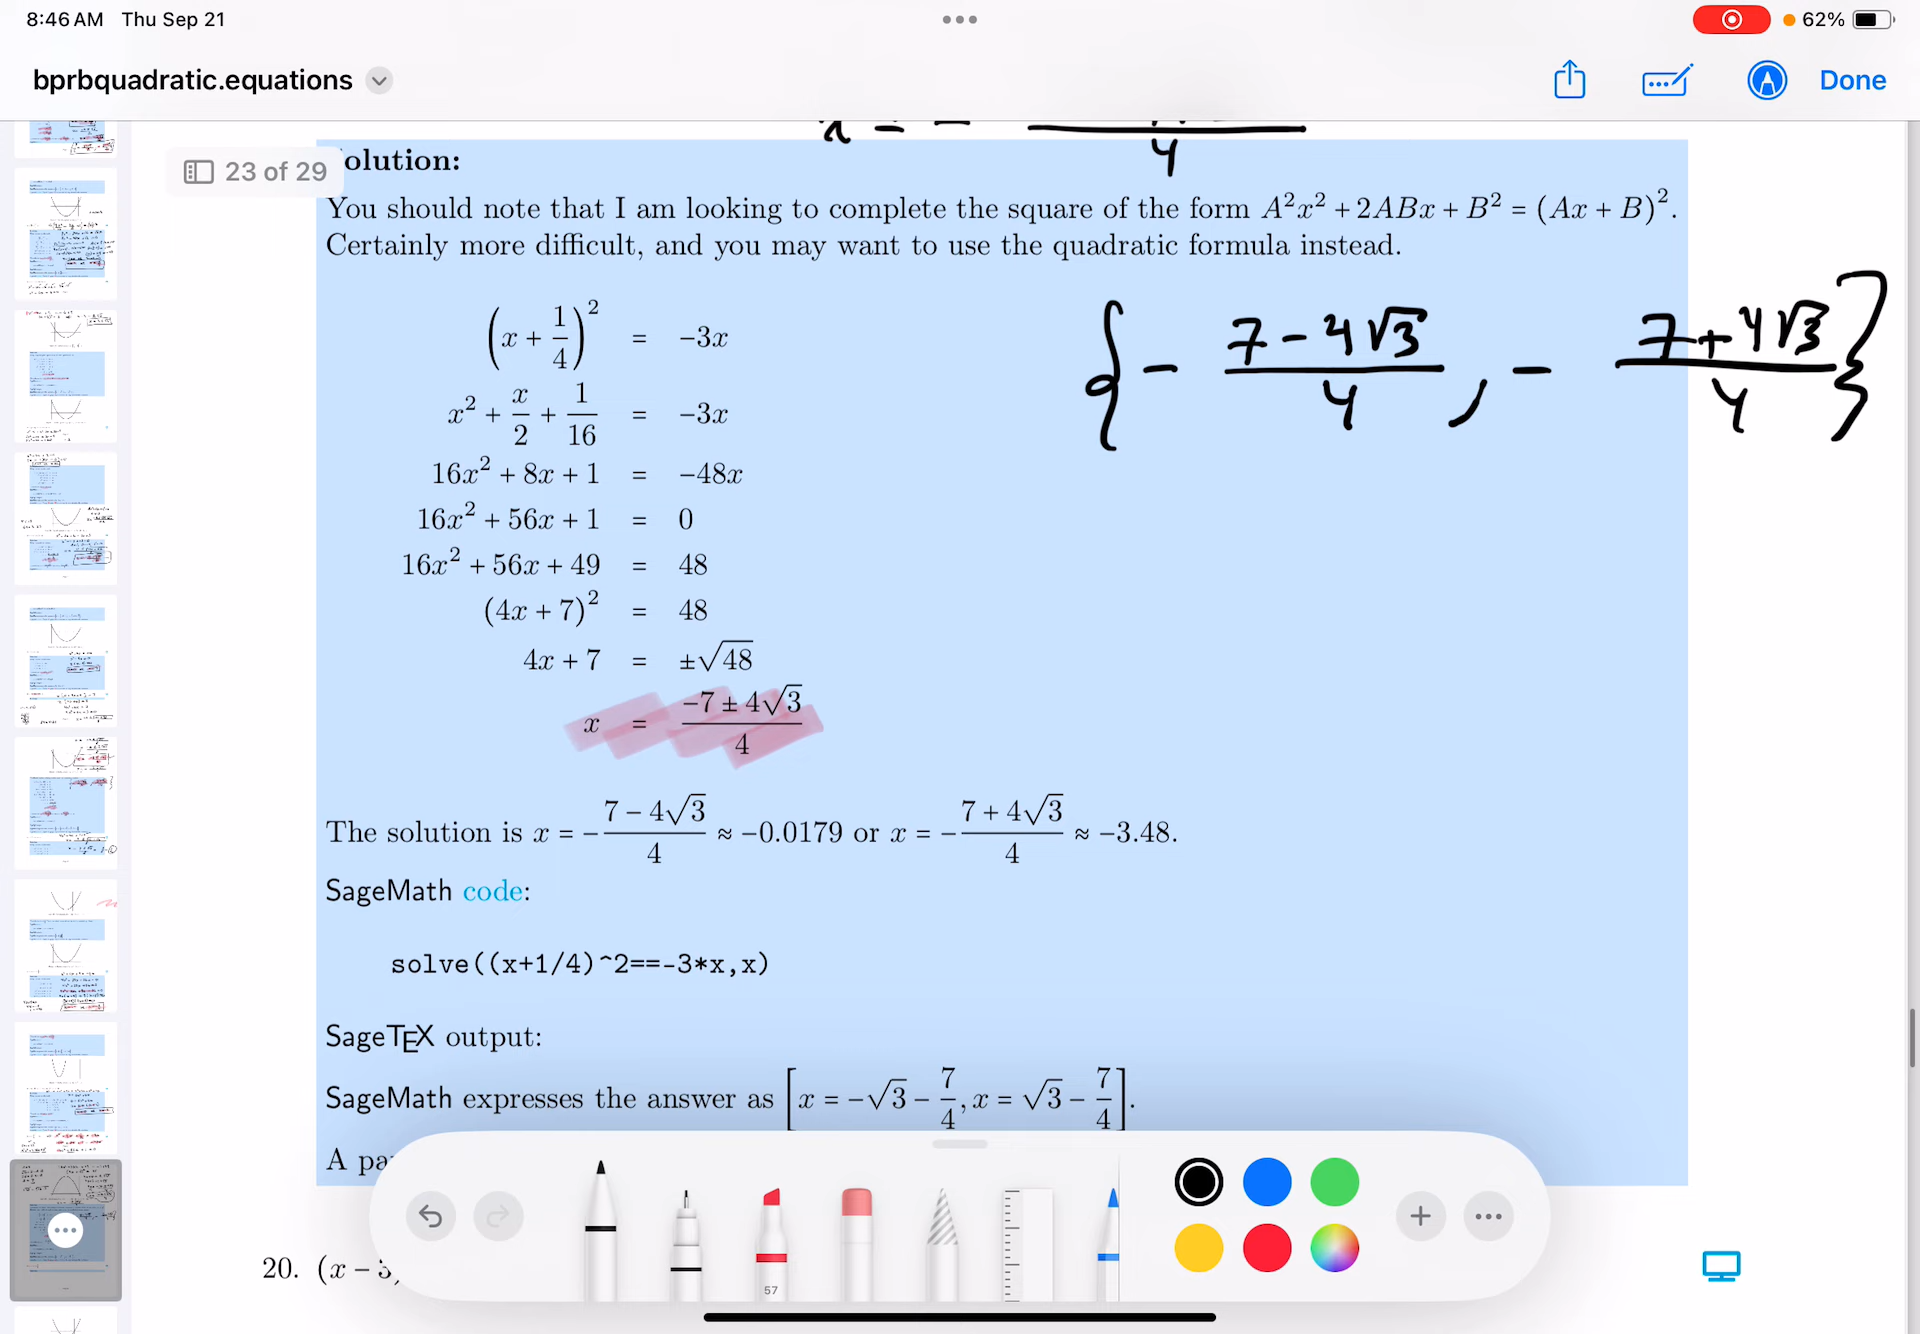 8:46 AM Thu Sep 21
62%
bprbquadratic.equations
Done
23 of 29
4
olution:
You should note that I am looking to complete the square of the form A²x² + 2ABx + B² = (Ax + B)².
Certainly more difficult, and you may want to use the quadratic formula instead.
(x + 1/4)² = −3x
{− (7 − 4√3)/4 , − (7 + 4√3)/4}
x² + x/2 + 1/16 = −3x
16x² + 8x + 1 = −48x
16x² + 56x + 1 = 0
16x² + 56x + 49 = 48
(4x + 7)² = 48
4x + 7 = ±√48
x = (−7 ± 4√3)/4
The solution is x = −(7 − 4√3)/4 ≈ −0.0179 or x = −(7 + 4√3)/4 ≈ −3.48.
SageMath code:
solve((x+1/4)^2==-3*x,x)
SageTEX output:
SageMath expresses the answer as [x = −√3 − 7/4, x = √3 − 7/4].
A pa
57
20. (x −